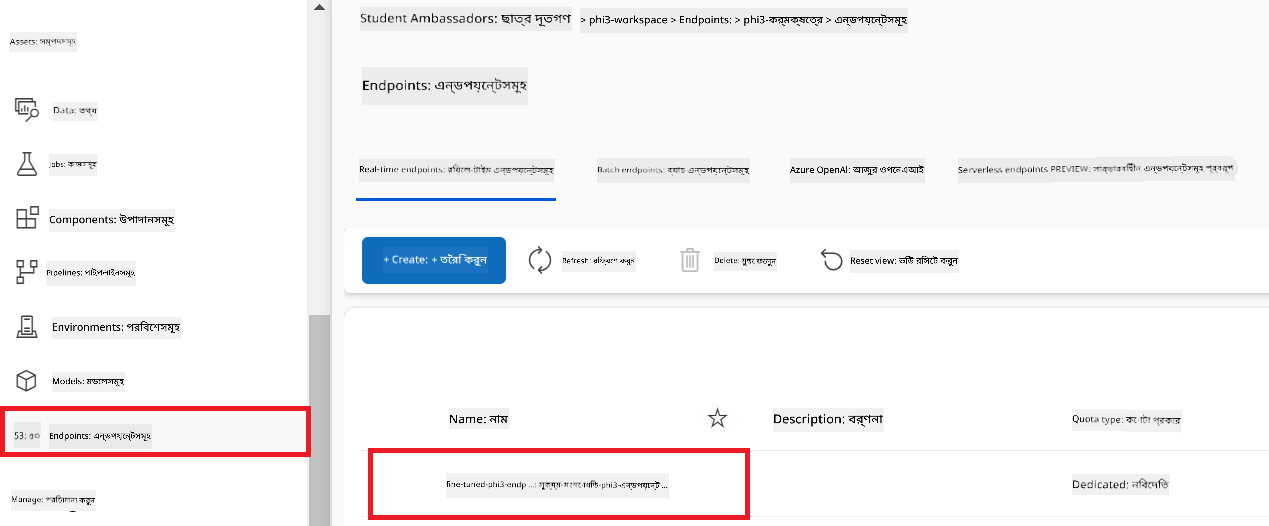 Assets: সম্পদসমূহ
Data: তথ্য
Jobs: কাজসমূহ
Components: উপাদানসমূহ
Pipelines: পাইপলাইনসমূহ
Environments: পরিবেশসমূহ
Models: মডেলসমূহ
53: ৫৩ Endpoints: এন্ডপয়েন্টসমূহ
Manage: পরিচালনা করুন
Student Ambassadors: ছাত্র দূতগণ > phi3-workspace > Endpoints: > phi3-কর্মক্ষেত্র > এন্ডপয়েন্টসমূহ
Endpoints: এন্ডপয়েন্টসমূহ
Real-time endpoints: রিয়েল-টাইম এন্ডপয়েন্টসমূহ Batch endpoints: ব্যাচ এন্ডপয়েন্টসমূহ Azure OpenAI: আজুর ওপেনএআই Serverless endpoints PREVIEW: সার্ভারবিহীন এন্ডপয়েন্টসমূহ
+ Create: + তৈরি করুন Refresh: রিফ্রেশ করুন Delete: মুছে ফেলুন Reset view: ভিউ রিসেট করুন
Name: নাম Description: বর্ণনা Quota type: কোটা প্রকার
fine-tuned-phi3-endp ...: phi3-এন্ডপয়েন্ট ... Dedicated: নিবেদিত